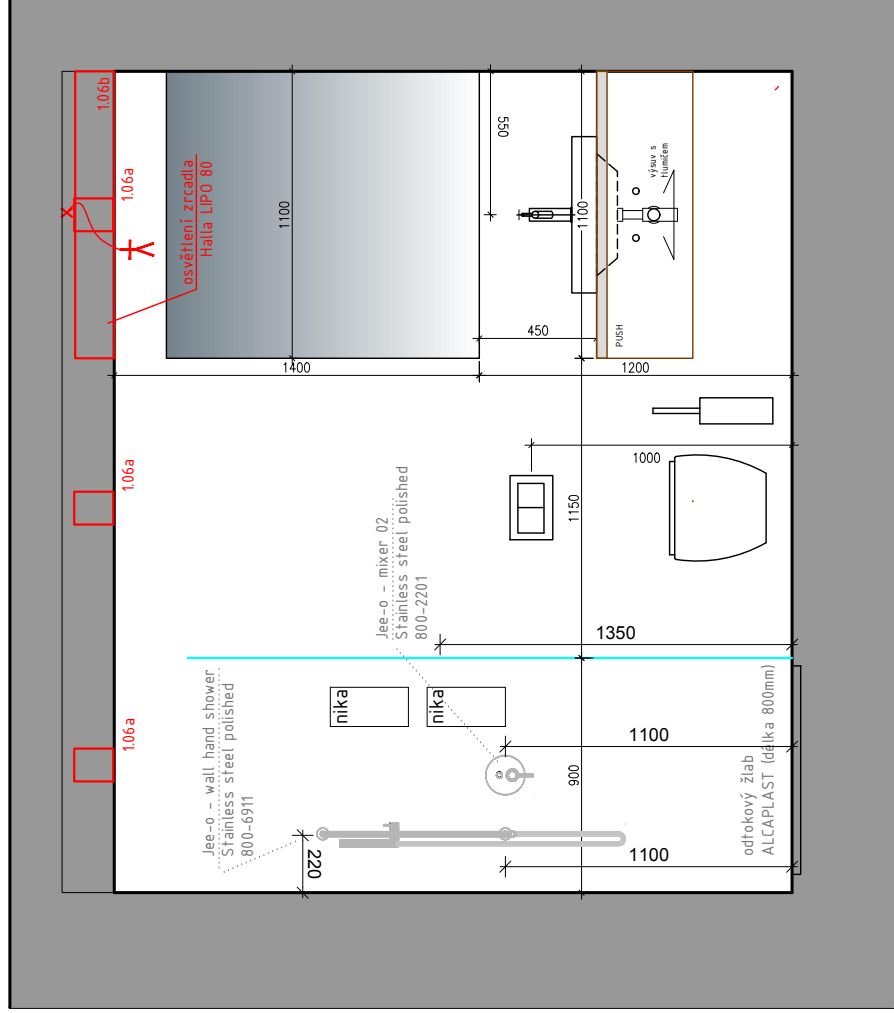 1.06b
1.06a
osvětlení zrcadla
Halla LIPO 80
1100
550
1100
výsuv s
tlumičem
450
PUSH
1400
1200
1.06a
1000
1150
Jee-o - mixer 02
Stainless steel polished
800-2201
1350
1.06a
Jee-o - wall hand shower
Stainless steel polished
800-6911
nika
nika
1100
900
1100
220
odtokový žlab
ALCAPLAST (délka 800mm)